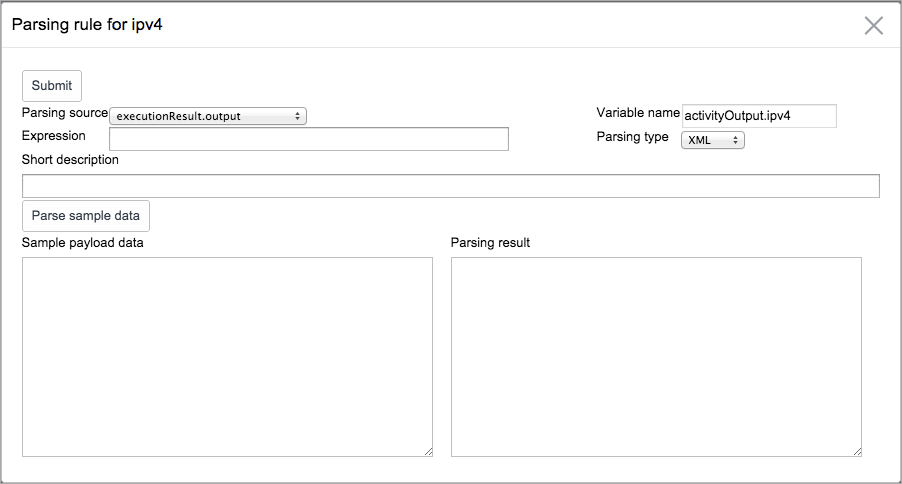 Parsing rule for ipv4
Submit
Parsing source executionResult.output Variable name activityOutput.ipv4
Expression Parsing type XML
Short description
Parse sample data
Sample payload data Parsing result